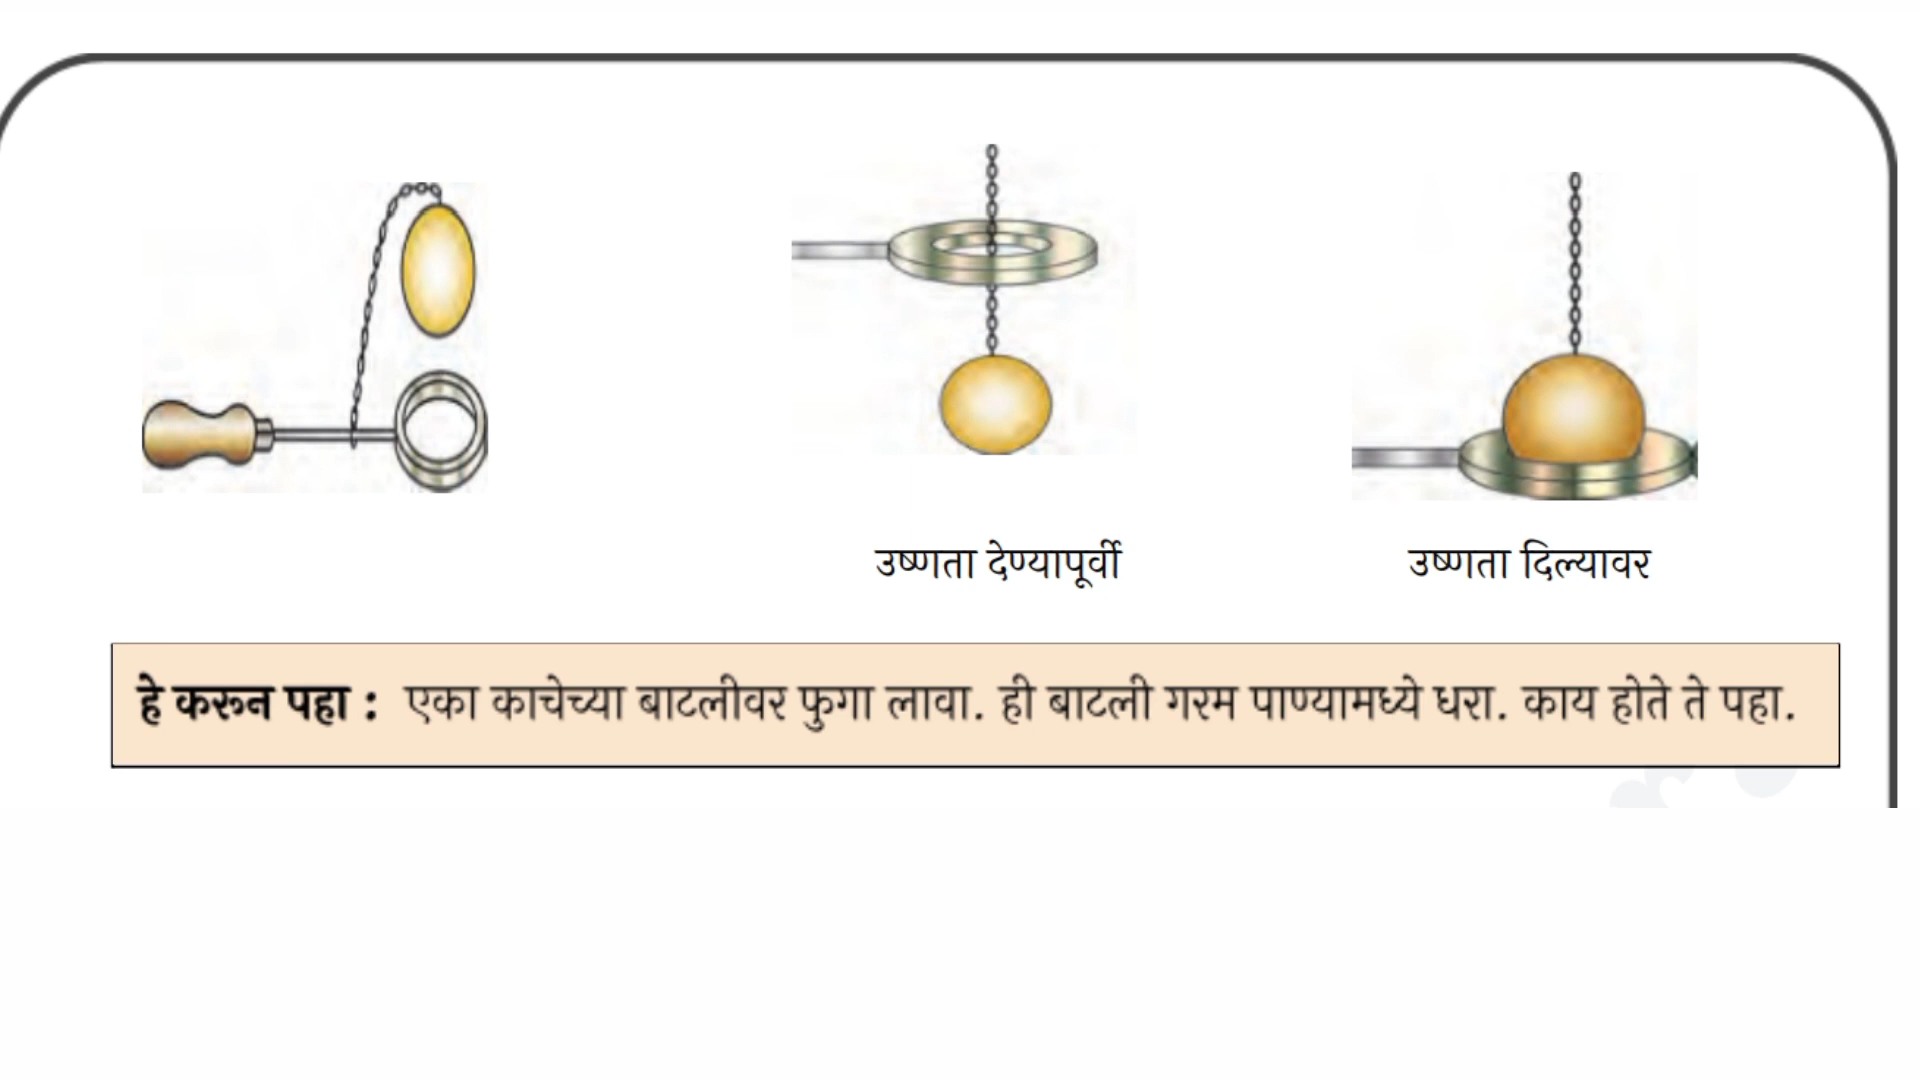 उष्णता देण्यापूर्वी
उष्णता दिल्यावर
हे करून पहा : एका काचेच्या बाटलीवर फुगा लावा. ही बाटली गरम पाण्यामध्ये धरा. काय होते ते पहा.